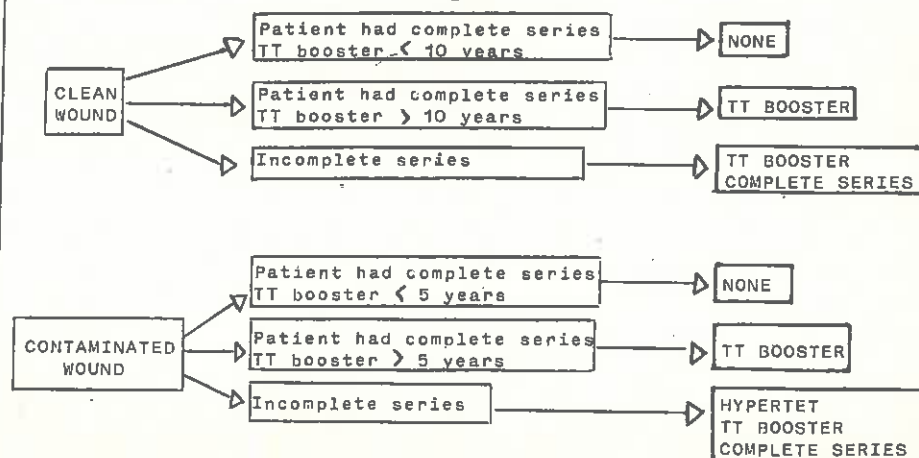 Patient had complete series
TT booster < 10 years
NONE
CLEAN
WOUND
Patient had complete series
TT booster > 10 years
TT BOOSTER
Incomplete series
TT BOOSTER
COMPLETE SERIES
Patient had complete series
TT booster < 5 years
NONE
CONTAMINATED
WOUND
Patient had complete series
TT booster > 5 years
TT BOOSTER
Incomplete series
HYPERTET
TT BOOSTER
COMPLETE SERIES